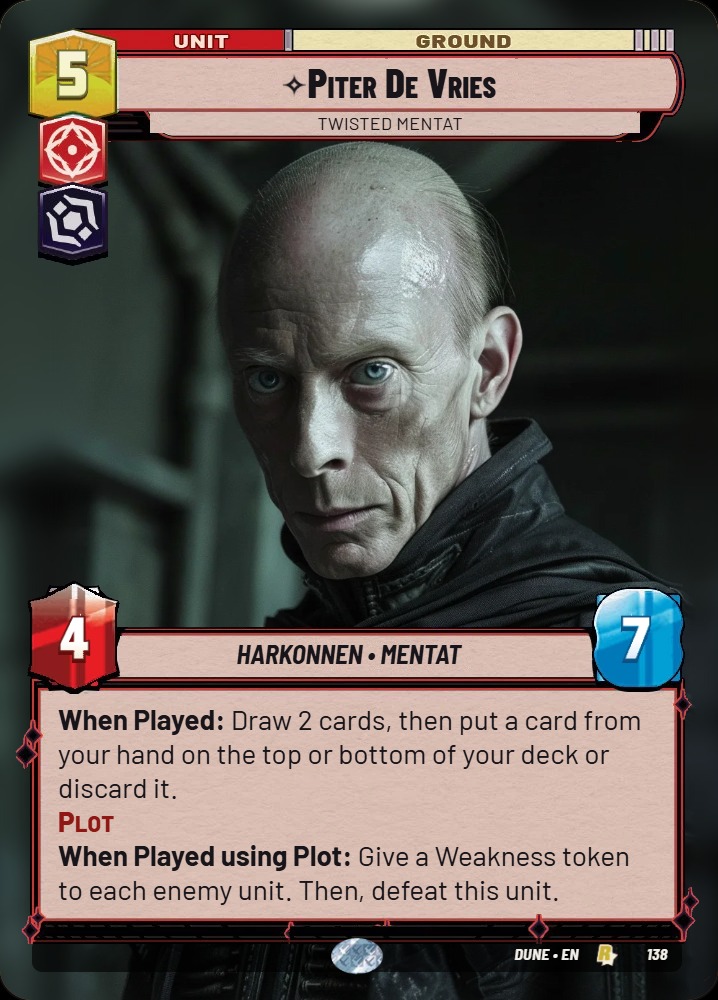 UNIT
GROUND
5
✧PITER DE VRIES
TWISTED MENTAT
4
HARKONNEN • MENTAT
7
When Played: Draw 2 cards, then put a card from
your hand on the top or bottom of your deck or
discard it.
PLOT
When Played using Plot: Give a Weakness token
to each enemy unit. Then, defeat this unit.
DUNE • EN
R
138